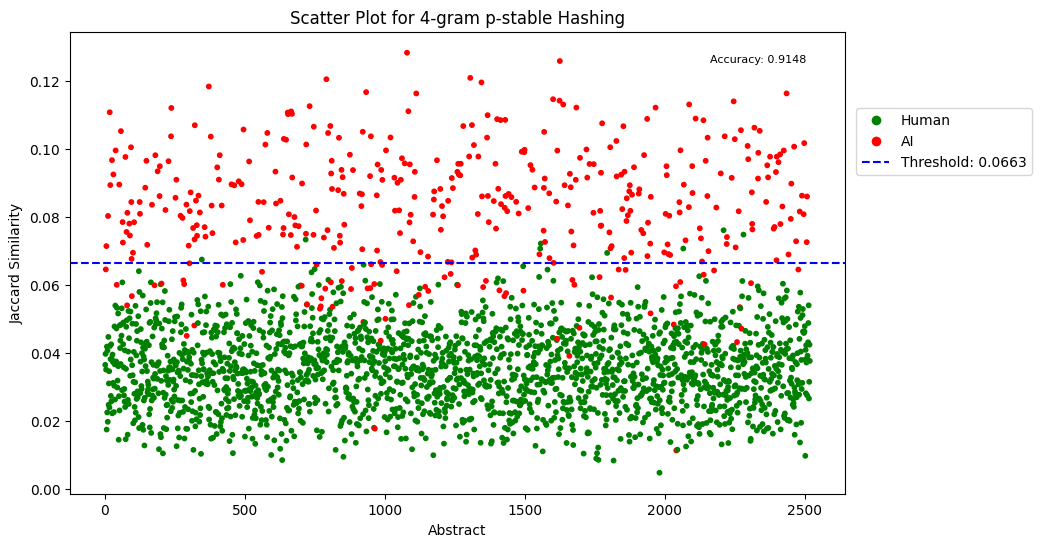 Scatter Plot for 4-gram p-stable Hashing
Accuracy: 0.9148
Human
AI
Threshold: 0.0663
Jaccard Similarity
0.12
0.10
0.08
0.06
0.04
0.02
0.00
0
500
1000
1500
2000
2500
Abstract